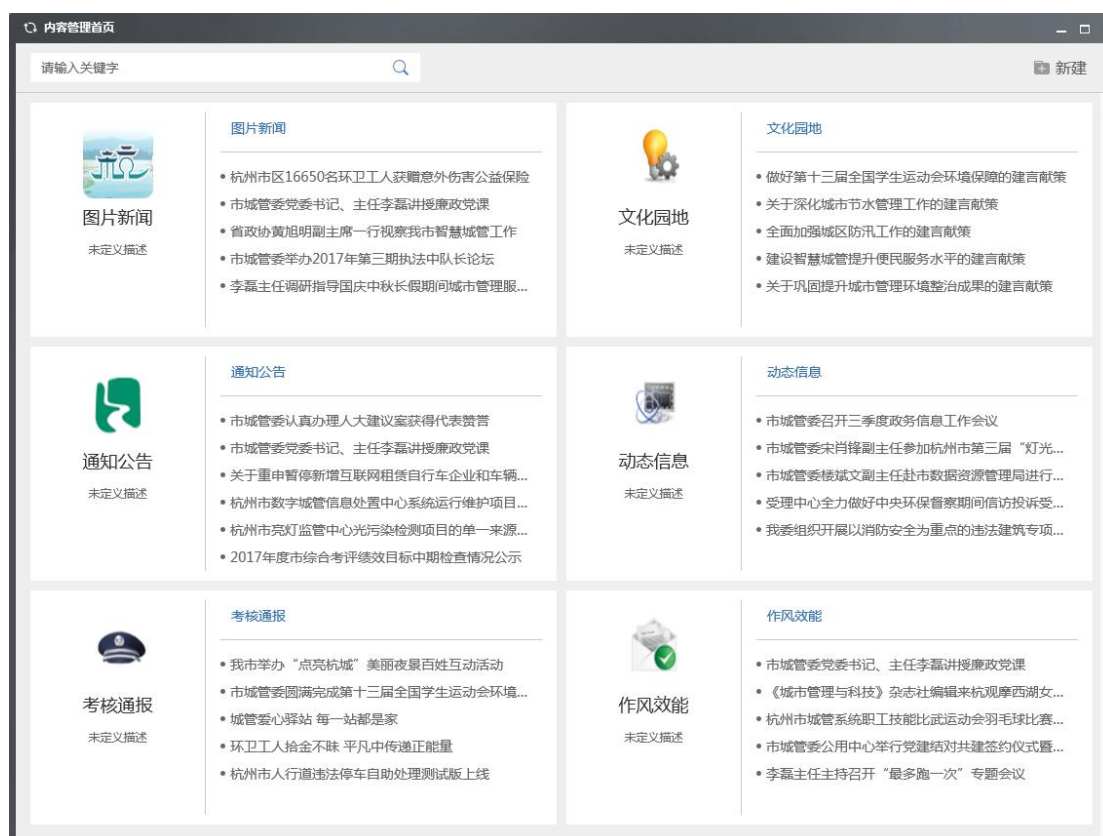 内容管理首页
请输入关键字
新建
图片新闻
未定义描述
图片新闻
• 杭州市区16650名环卫工人获赠意外伤害公益保险
• 市城管委党委书记、主任李磊讲授廉政党课
• 省政协黄旭明副主席一行视察我市智慧城管工作
• 市城管委举办2017年第三期执法中队长论坛
• 李磊主任调研指导国庆中秋长假期间城市管理服...
文化园地
未定义描述
文化园地
• 做好第十三届全国学生运动会环境保障的建言献策
• 关于深化城市节水管理工作的建言献策
• 全面加强城区防汛工作的建言献策
• 建设智慧城管提升便民服务水平的建言献策
• 关于巩固提升城市管理环境整治成果的建言献策
通知公告
未定义描述
通知公告
• 市城管委认真办理人大建议案获得代表赞誉
• 市城管委党委书记、主任李磊讲授廉政党课
• 关于重申暂停新增互联网租赁自行车企业和车辆...
• 杭州市数字城管信息处置中心系统运行维护项目...
• 杭州市亮灯监管中心光污染检测项目的单一来源...
• 2017年度市综合考评绩效目标中期检查情况公示
动态信息
未定义描述
动态信息
• 市城管委召开三季度政务信息工作会议
• 市城管委宋肖锋副主任参加杭州市第三届“灯光...
• 市城管委楼斌文副主任赴市数据资源管理局进行...
• 受理中心全力做好中央环保督察期间信访投诉受...
• 我委组织开展以消防安全为重点的违法建筑专项...
考核通报
未定义描述
考核通报
• 我市举办“点亮杭城”美丽夜景百姓互动活动
• 市城管委圆满完成第十三届全国学生运动会环境...
• 城管爱心驿站 每一站都是家
• 环卫工人拾金不昧 平凡中传递正能量
• 杭州市人行道违法停车自助处理测试版上线
作风效能
未定义描述
作风效能
• 市城管委党委书记、主任李磊讲授廉政党课
• 《城市管理与科技》杂志社编辑来杭观摩西湖女...
• 杭州市城管系统职工技能比武运动会羽毛球比赛...
• 市城管委公用中心举行党建结对共建签约仪式暨...
• 李磊主任主持召开“最多跑一次”专题会议